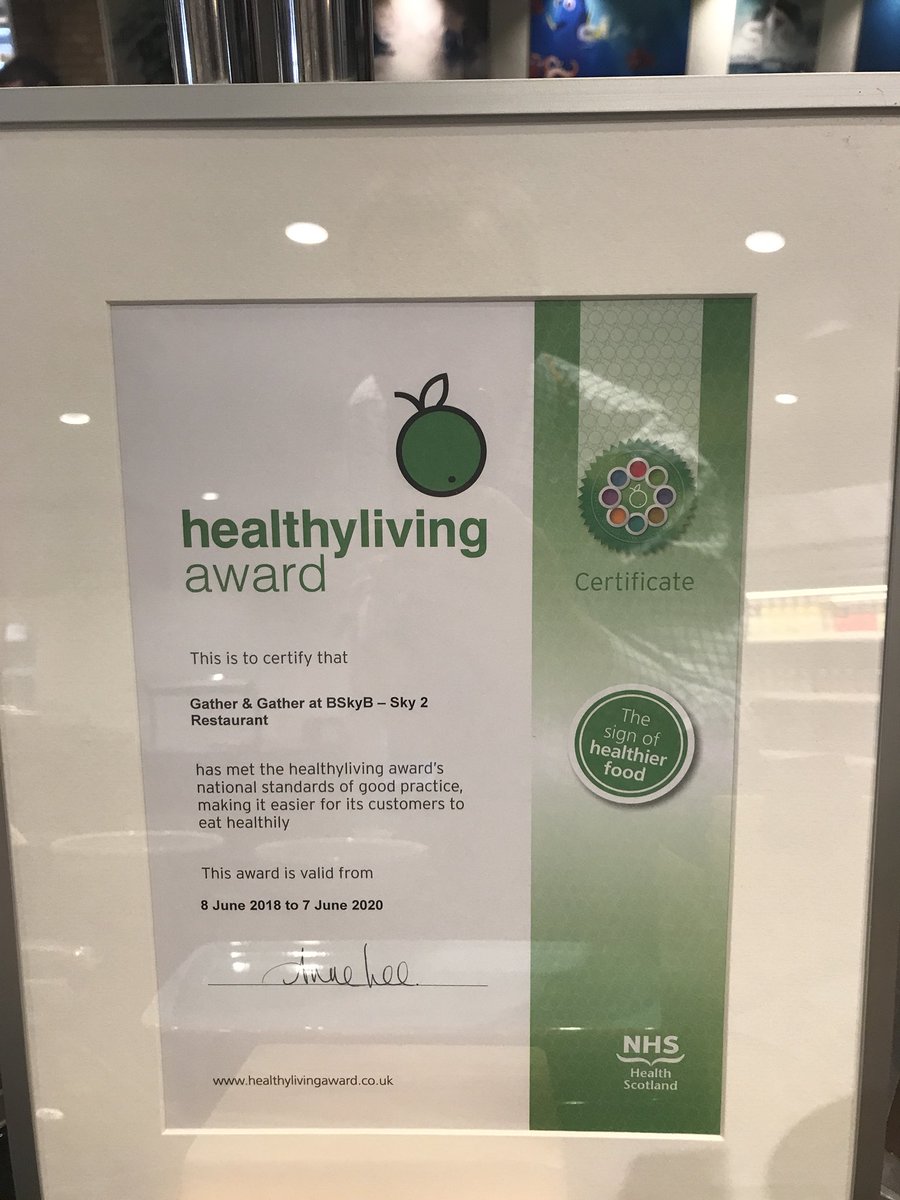 healthyliving
award
Certificate
This is to certify that
Gather & Gather at BSkyB – Sky 2
Restaurant
The
sign of
healthier
food
has met the healthyliving award's
national standards of good practice,
making it easier for its customers to
eat healthily
This award is valid from
8 June 2018 to 7 June 2020
Anne Lee
www.healthylivingaward.co.uk
NHS
Health
Scotland